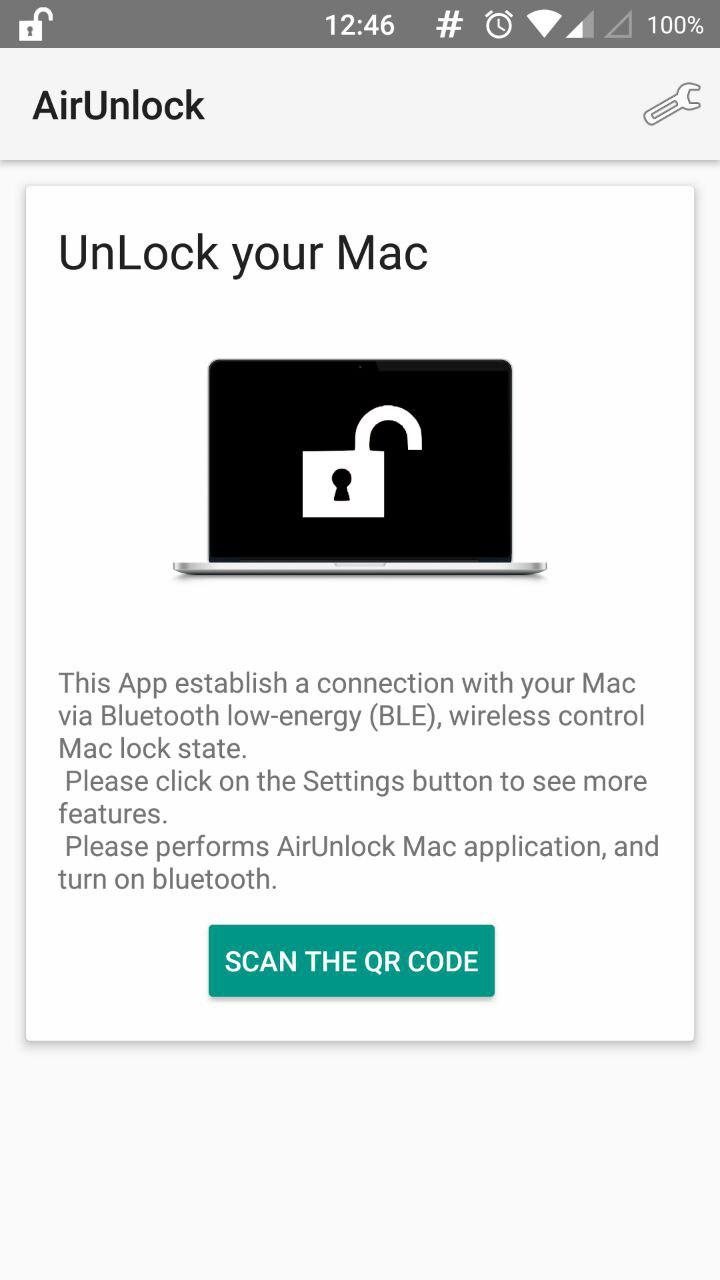 12:46 # 100%
AirUnlock
UnLock your Mac
This App establish a connection with your Mac
via Bluetooth low-energy (BLE), wireless control
Mac lock state.
Please click on the Settings button to see more
features.
Please performs AirUnlock Mac application, and
turn on bluetooth.
SCAN THE QR CODE